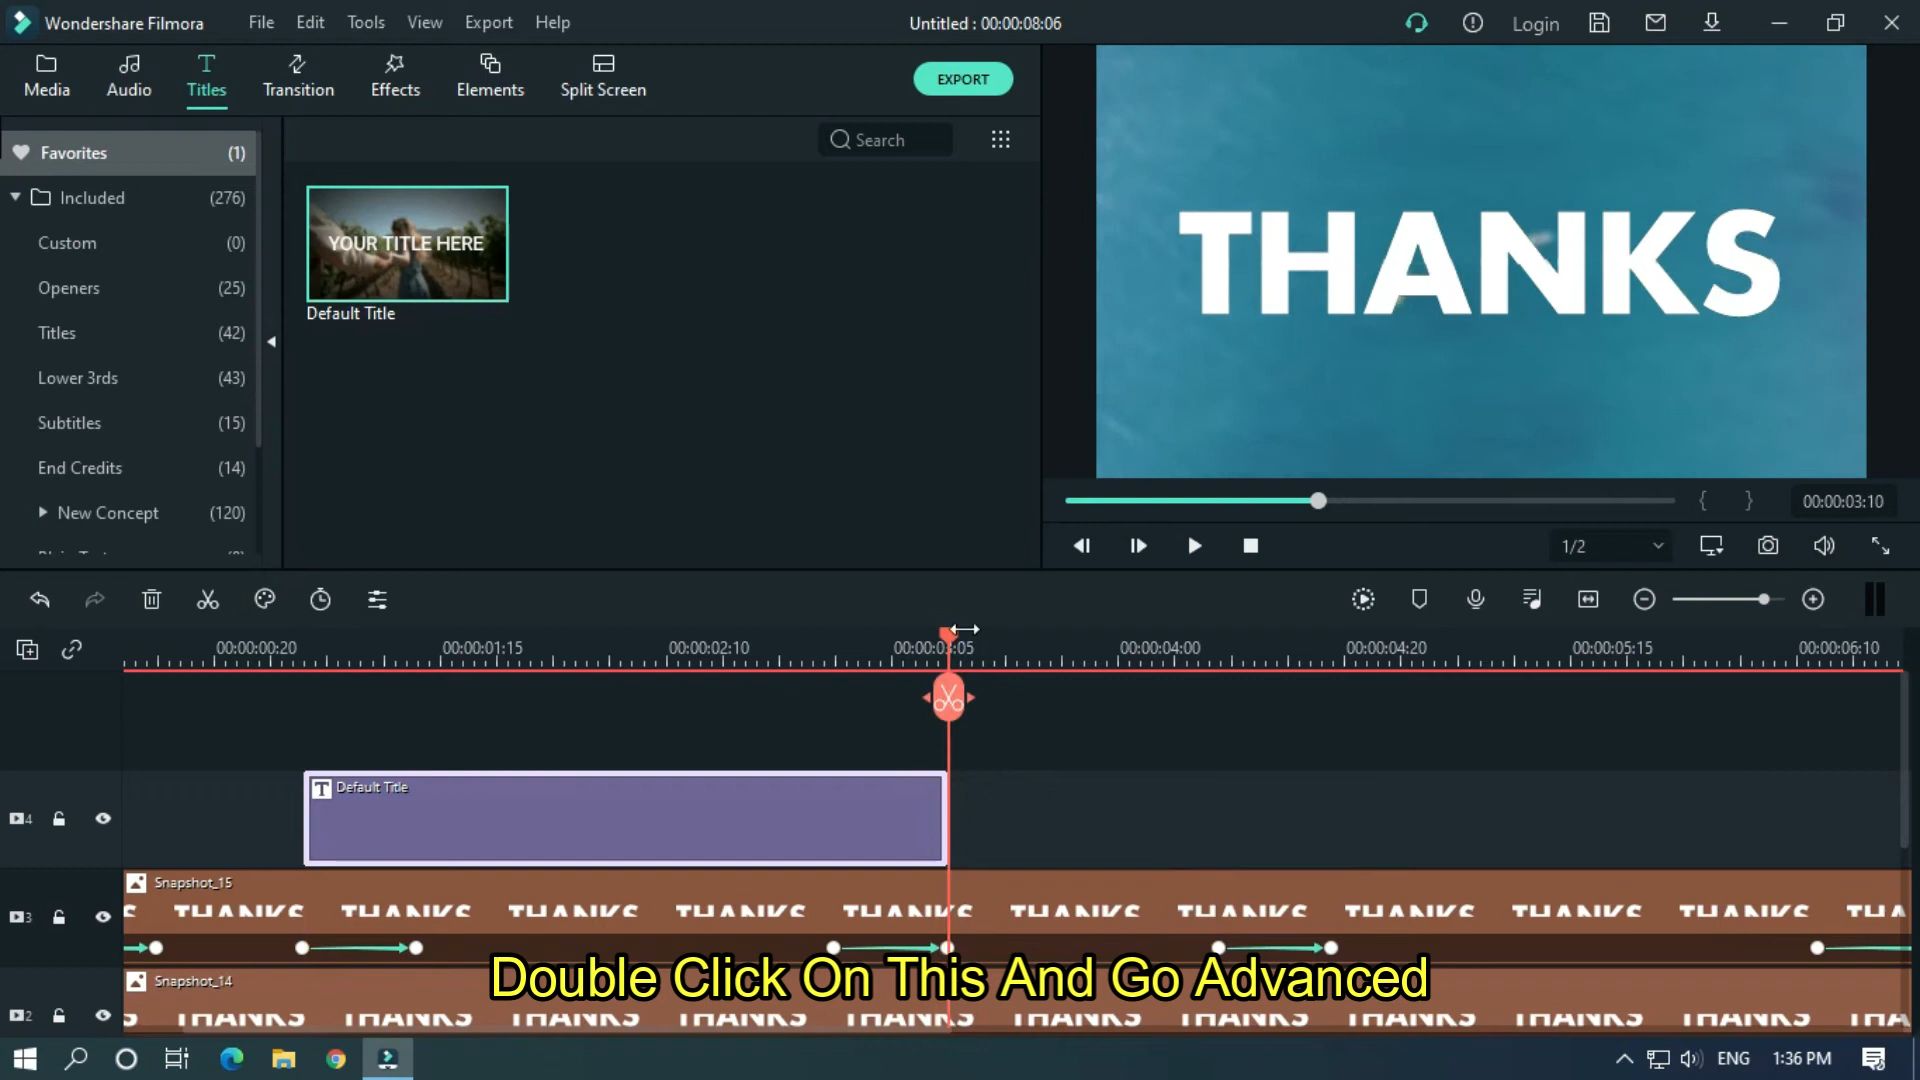 Wondershare Filmora
File
Edit
Tools
View
Export
Help
Untitled : 00:00:08:06
Login
Media
Audio
Titles
Transition
Effects
Elements
Split Screen
EXPORT
Favorites (1)
Included (276)
Custom (0)
Openers (25)
Titles (42)
Lower 3rds (43)
Subtitles (15)
End Credits (14)
New Concept (120)
Search
YOUR TITLE HERE
Default Title
THANKS
{ }
00:00:03:10
1/2
00:00:00:20
00:00:01:15
00:00:02:10
00:00:03:05
00:00:04:00
00:00:04:20
00:00:05:15
00:00:06:10
4
T Default Title
3
Snapshot_15
THANKS THANKS THANKS THANKS THANKS THANKS THANKS THANKS THANKS THANKS
2
Snapshot_14
THANKS THANKS THANKS THANKS THANKS THANKS THANKS THANKS THANKS THANKS
Double Click On This And Go Advanced
ENG
1:36 PM